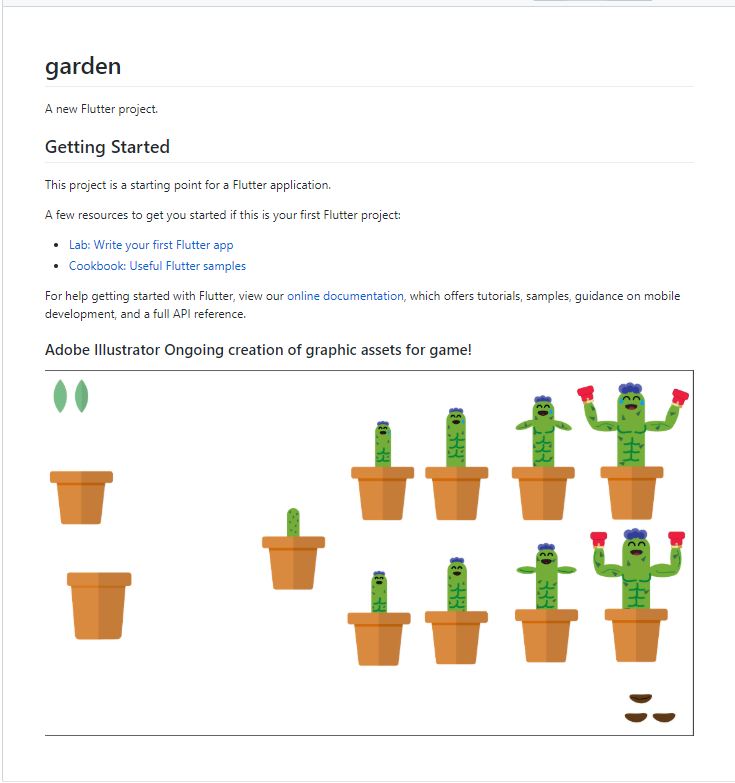 garden
A new Flutter project.
Getting Started
This project is a starting point for a Flutter application.
A few resources to get you started if this is your first Flutter project:
Lab: Write your first Flutter app
Cookbook: Useful Flutter samples
For help getting started with Flutter, view our online documentation, which offers tutorials, samples, guidance on mobile
development, and a full API reference.
Adobe Illustrator Ongoing creation of graphic assets for game!